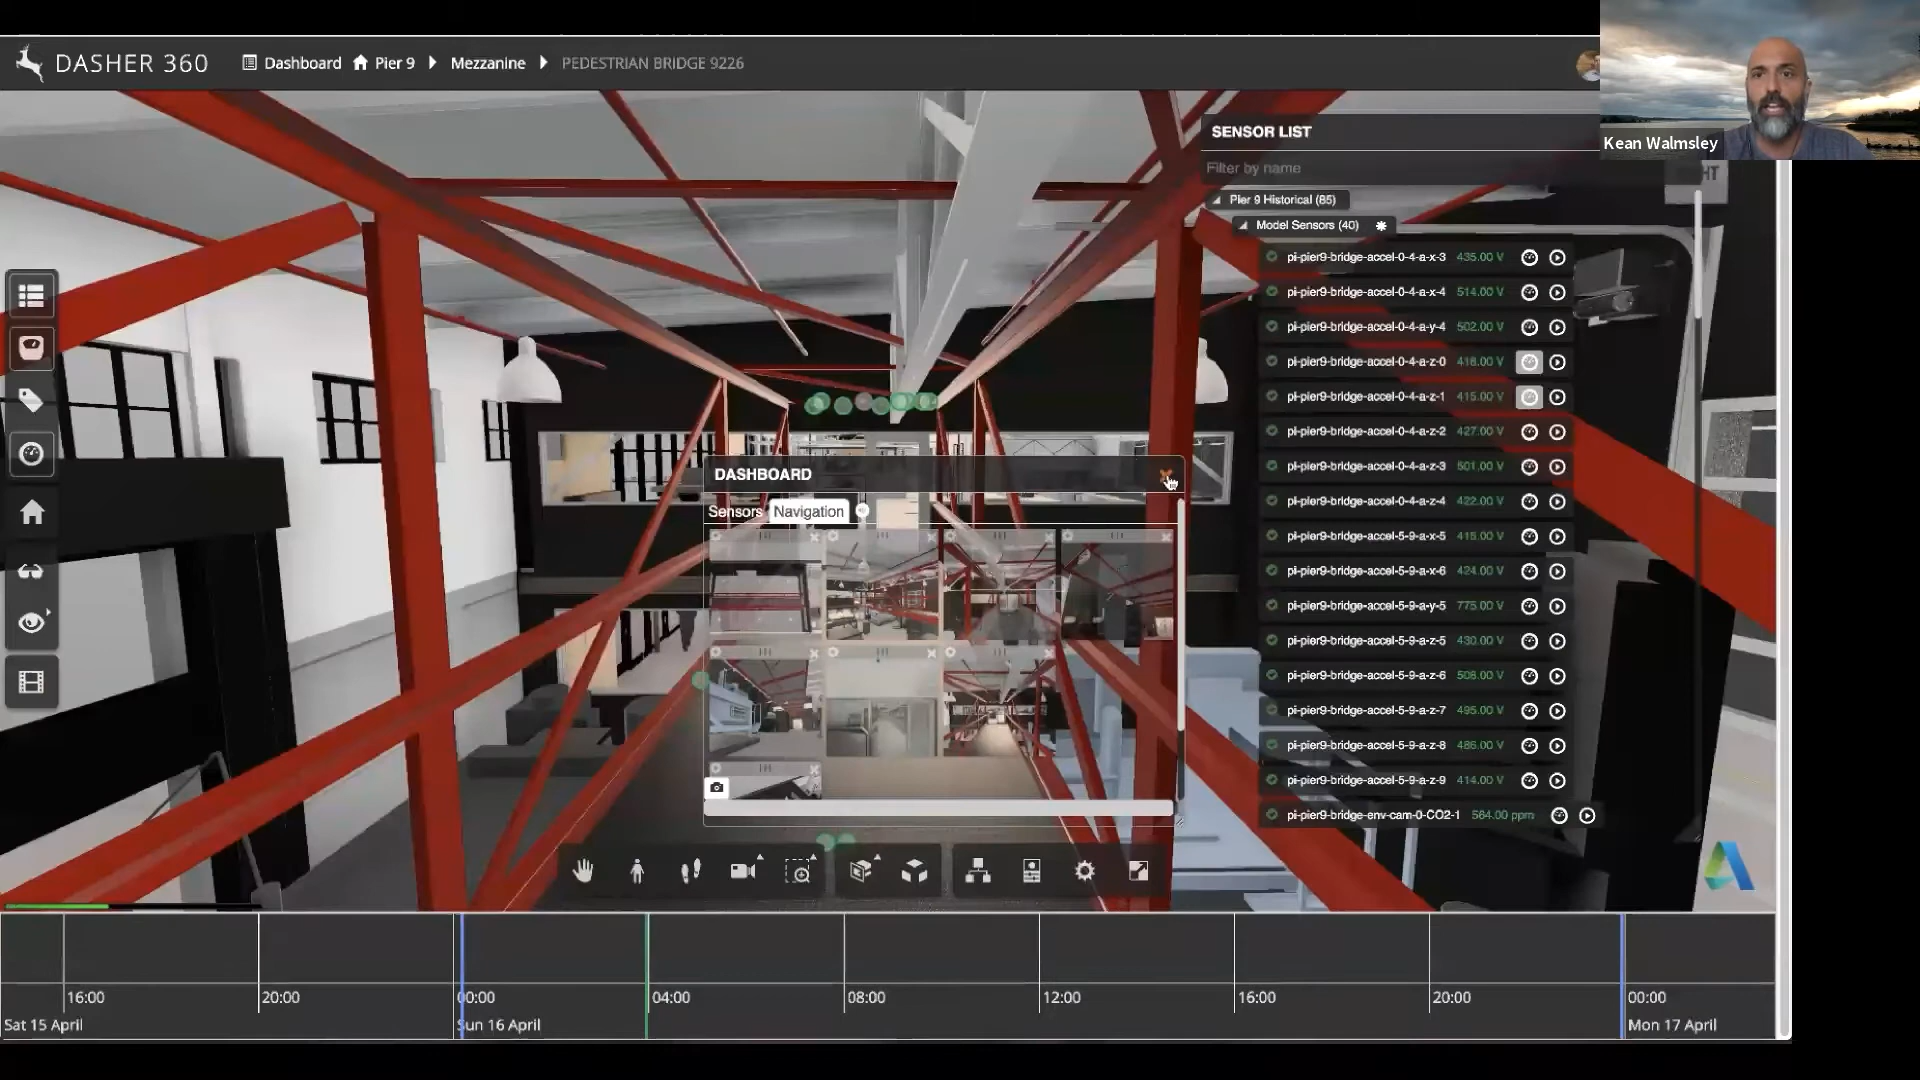 DASHER 360
Dashboard Pier 9 Mezzanine PEDESTRIAN BRIDGE 9226
Kean Walmsley
SENSOR LIST
Filter by name
HT
Pier 9 Historical (85)
Model Sensors (40)
pi-pier9-bridge-accel-0-4-a-x-3 435.00 V
pi-pier9-bridge-accel-0-4-a-x-4 514.00 V
pi-pier9-bridge-accel-0-4-a-y-4 502.00 V
pi-pier9-bridge-accel-0-4-a-z-0 418.00 V
pi-pier9-bridge-accel-0-4-a-z-1 415.00 V
pi-pier9-bridge-accel-0-4-a-z-2 427.00 V
pi-pier9-bridge-accel-0-4-a-z-3 501.00 V
pi-pier9-bridge-accel-0-4-a-z-4 422.00 V
pi-pier9-bridge-accel-5-9-a-x-5 415.00 V
pi-pier9-bridge-accel-5-9-a-x-6 424.00 V
pi-pier9-bridge-accel-5-9-a-y-5 775.00 V
pi-pier9-bridge-accel-5-9-a-z-5 430.00 V
pi-pier9-bridge-accel-5-9-a-z-6 508.00 V
pi-pier9-bridge-accel-5-9-a-z-7 495.00 V
pi-pier9-bridge-accel-5-9-a-z-8 486.00 V
pi-pier9-bridge-accel-5-9-a-z-9 414.00 V
pi-pier9-bridge-env-cam-0-CO2-1 564.00 ppm
DASHBOARD
Sensors Navigation
16:00 20:00 00:00 04:00 08:00 12:00 16:00 20:00 00:00
Sat 15 April Sun 16 April Mon 17 April